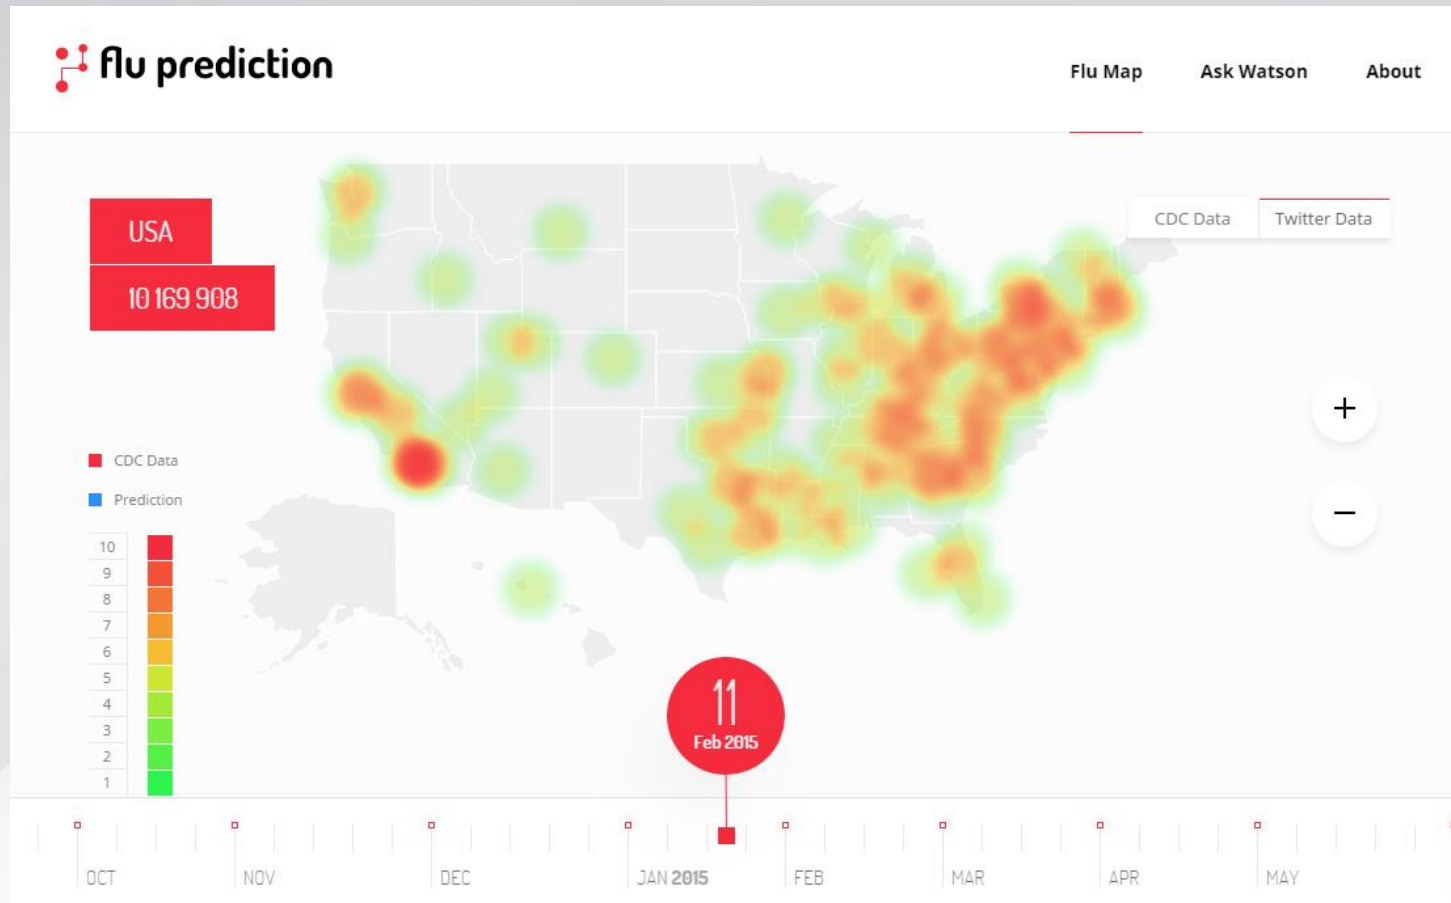 flu prediction
Flu Map
Ask Watson
About
USA
10 169 908
CDC Data
Twitter Data
+
−
CDC Data
Prediction
10
9
8
7
6
5
4
3
2
1
11
Feb 2015
OCT
NOV
DEC
JAN 2015
FEB
MAR
APR
MAY